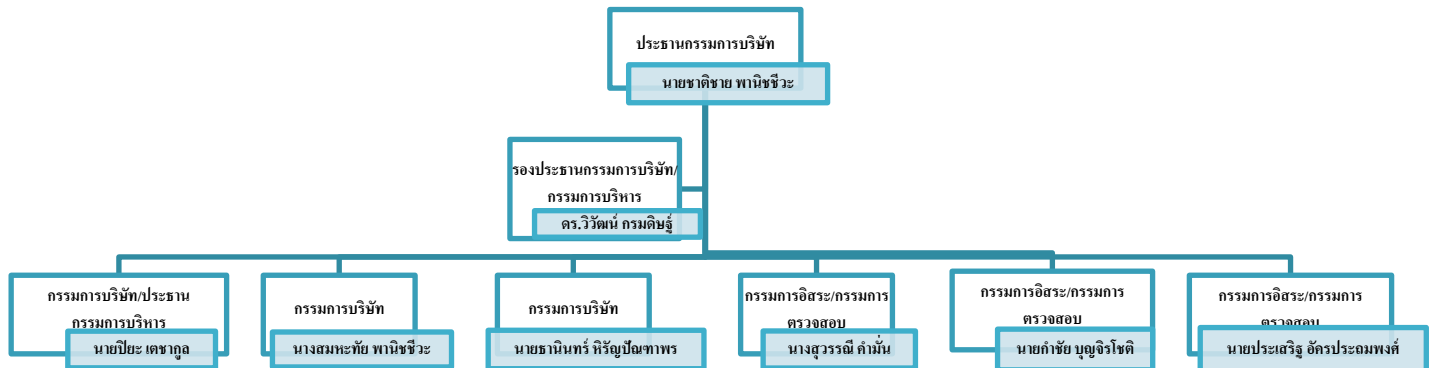 ประธานกรรมการบริษัท
นายชาติชาย พานิชชีวะ
รองประธานกรรมการบริษัท/
กรรมการบริหาร
ดร.วิวัฒน์ กรมดิษฐ์
กรรมการบริษัท/ประธาน
กรรมการบริหาร
นายปิยะ เตชากูล
กรรมการบริษัท
นางสมหะทัย พานิชชีวะ
กรรมการบริษัท
นายธานินทร์ หิรัญปัณฑาพร
กรรมการอิสระ/กรรมการ
ตรวจสอบ
นางสุวรรณี คำมั่น
กรรมการอิสระ/กรรมการ
ตรวจสอบ
นายกำชัย บุญจิรโชติ
กรรมการอิสระ/กรรมการ
ตรวจสอบ
นายประเสริฐ อัครประถมพงศ์